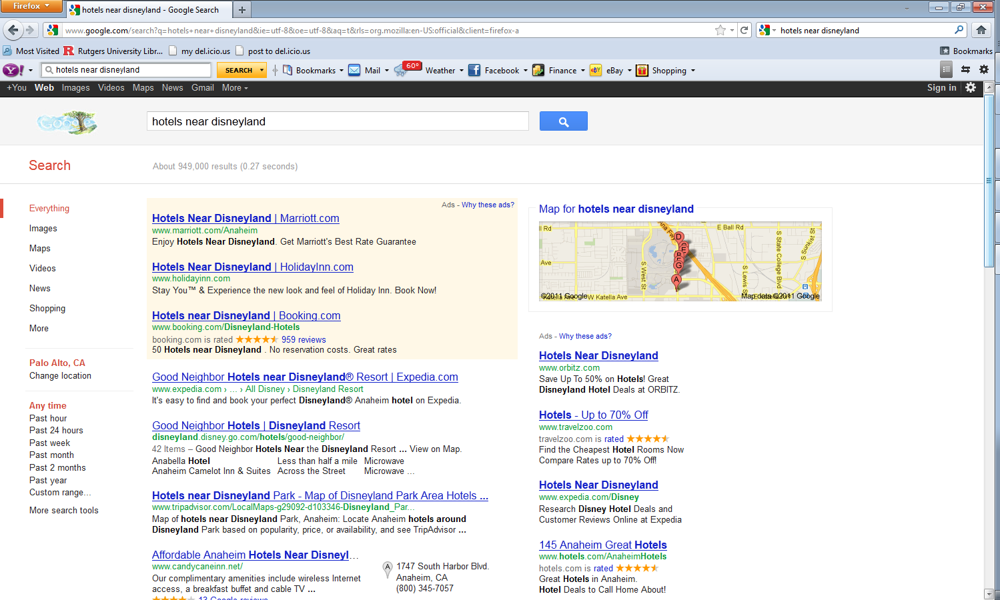 Firefox
hotels near disneyland - Google Search
www.google.com/search?q=hotels+near+disneyland&ie=utf-8&oe=utf-8&aq=t&rls=org.mozilla:en-US:official&client=firefox-a
hotels near disneyland
Most Visited
Rutgers University Libr...
my del.icio.us
post to del.icio.us
Bookmarks
Y!
hotels near disneyland
SEARCH
Bookmarks
Mail
60°
Weather
Facebook
Finance
eBay
Shopping
+You Web Images Videos Maps News Gmail More
Sign in
Google
hotels near disneyland
Search
About 949,000 results (0.27 seconds)
Everything
Images
Maps
Videos
News
Shopping
More
Palo Alto, CA
Change location
Any time
Past hour
Past 24 hours
Past week
Past month
Past 2 months
Past year
Custom range...
More search tools
Ads - Why these ads?
Hotels Near Disneyland | Marriott.com
www.marriott.com/Anaheim
Enjoy Hotels Near Disneyland. Get Marriott's Best Rate Guarantee
Hotels Near Disneyland | HolidayInn.com
www.holidayinn.com
Stay You™ & Experience the new look and feel of Holiday Inn. Book Now!
Hotels near Disneyland | Booking.com
www.booking.com/Disneyland-Hotels
booking.com is rated 959 reviews
50 Hotels near Disneyland . No reservation costs. Great rates
Good Neighbor Hotels near Disneyland® Resort | Expedia.com
www.expedia.com › ... › All Disney › Disneyland Resort
It's easy to find and book your perfect Disneyland® Anaheim hotel on Expedia.
Good Neighbor Hotels | Disneyland Resort
disneyland.disney.go.com/hotels/good-neighbor/
42 Items – Good Neighbor Hotels Near the Disneyland Resort ... View on Map.
Anabella Hotel Less than half a mile Microwave
Anaheim Camelot Inn & Suites Across the Street Microwave ...
Hotels near Disneyland Park - Map of Disneyland Park Area Hotels ...
www.tripadvisor.com/LocalMaps-g29092-d103346-Disneyland_Par...
Map of hotels near Disneyland Park, Anaheim: Locate Anaheim hotels around
Disneyland Park based on popularity, price, or availability, and see TripAdvisor ...
Affordable Anaheim Hotels Near Disneyl...
www.candycaneinn.net/
Our complimentary amenities include wireless Internet
access, a breakfast buffet and cable TV ...
13 Google reviews
A
1747 South Harbor Blvd.
Anaheim, CA
(800) 345-7057
Map for hotels near disneyland
ll Rd
Ana Fwy
E Ball Rd
Ave
S West St
S Lewis St
S State College Blvd
S Sunkist St
D
E
G
A
©2011 Google
Katella Ave
W Katella Ave
Map data ©2011 Google
Ads - Why these ads?
Hotels Near Disneyland
www.orbitz.com
Save Up To 50% on Hotels! Great
Disneyland Hotel Deals at ORBITZ.
Hotels - Up to 70% Off
www.travelzoo.com
travelzoo.com is rated
Find the Cheapest Hotel Rooms Now
Compare Rates up to 70% Off!
Hotels Near Disneyland
www.expedia.com/Disney
Research Disney Hotel Deals and
Customer Reviews Online at Expedia
145 Anaheim Great Hotels
www.hotels.com/AnaheimHotels
hotels.com is rated
Great Hotels in Anaheim.
Hotel Deals to Call Home About!